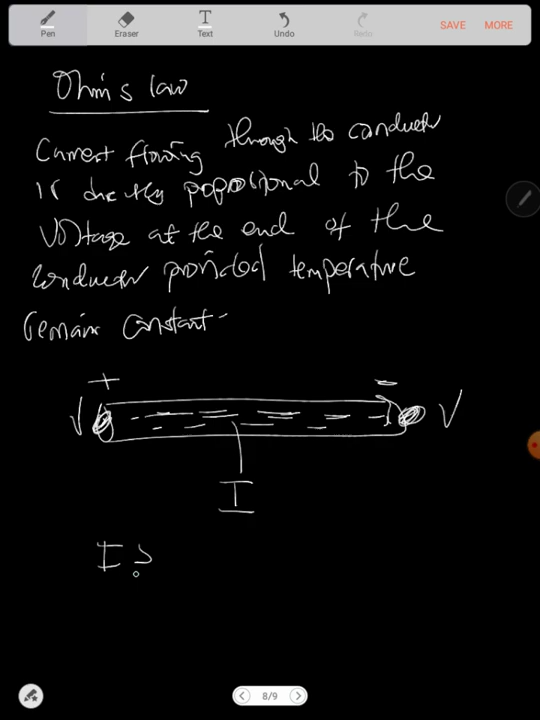 Pen Eraser Text Undo Redo SAVE MORE
Ohm's law
Current flowing through the conductor
is directly propotional to the
Voltage at the end of the
conductor provided temperature
remain constant
+ -
V V
I
I ?
8/9